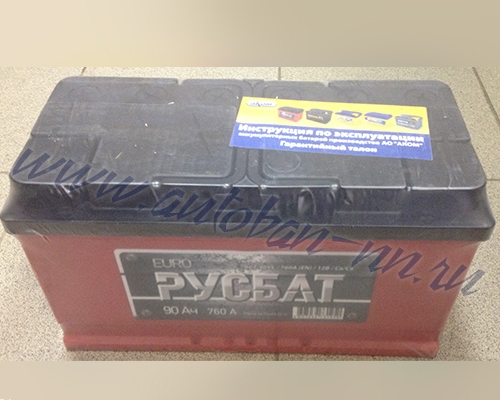 Инструкция по эксплуатации
аккумуляторных батарей производства АО "АКОМ"
Гарантийный талон
www.autoban-nn.ru
EURO
РУСБАТ
90 Ач 760 А